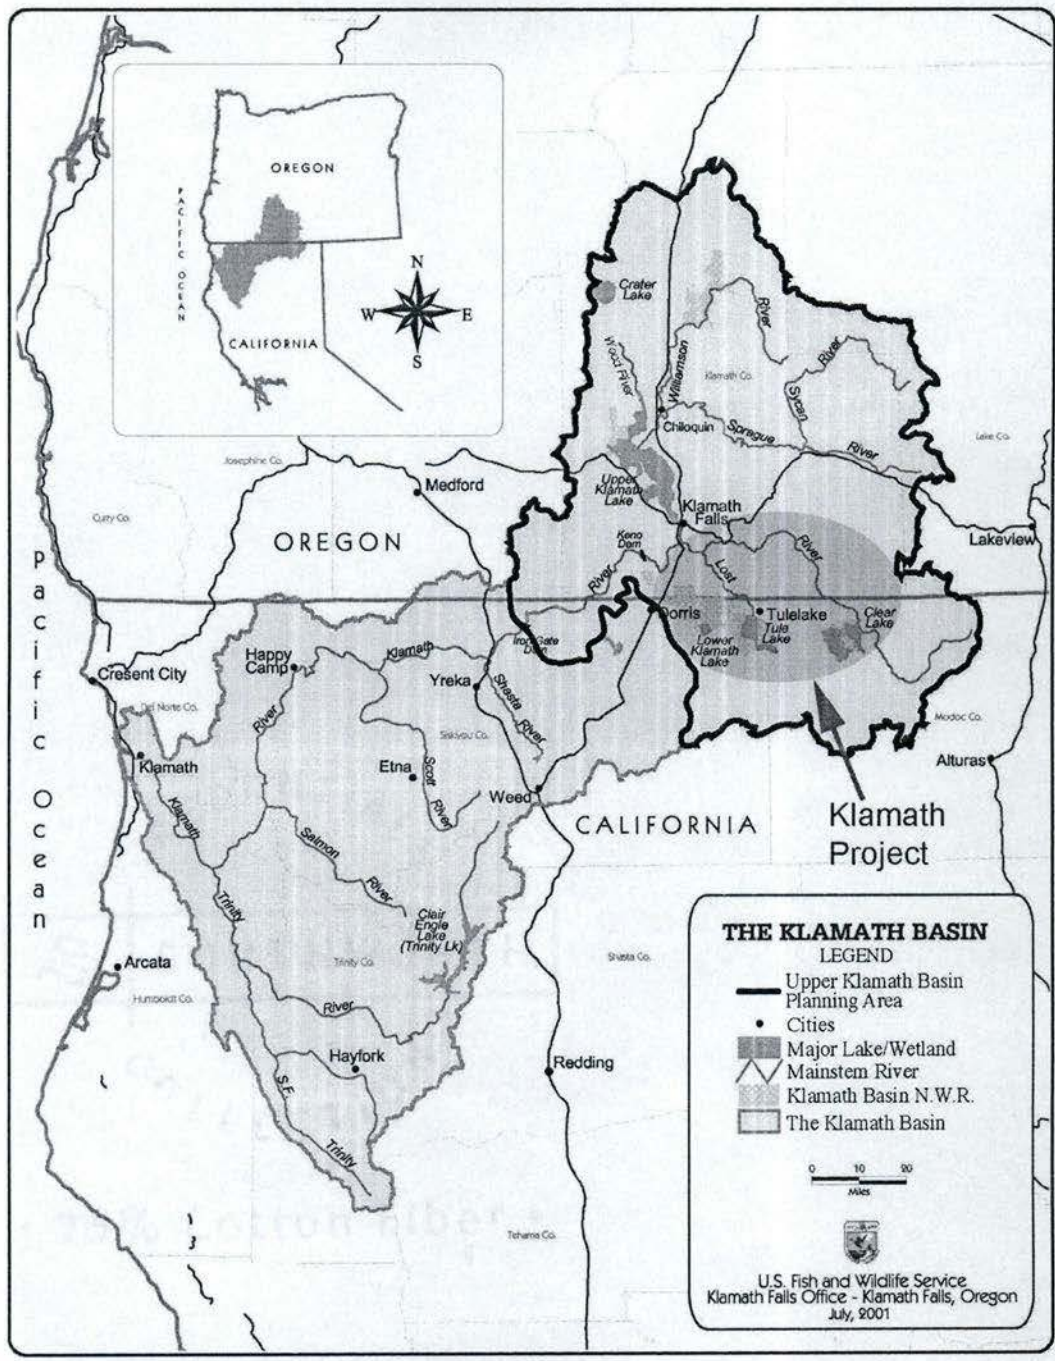 OREGON
PACIFIC OCEAN
CALIFORNIA
N
W
E
S
Crater
Lake
Wood River
Williamson
River
Klamath Co.
Sycan
River
Chiloquin
Sprague
River
Lake Co.
Josephine Co.
Medford
Upper
Klamath
Lake
Klamath
Falls
Curry Co.
OREGON
Keno
Dam
River
Lost
River
Lakeview
Pacific Ocean
Dorris
Tulelake
Tule
Lake
Clear
Lake
Lower
Klamath
Lake
Iron Gate
Dam
Happy
Camp
Klamath
River
Cresent City
Yreka
Shasta
River
Del Norte Co.
Siskiyou Co.
Modoc Co.
Klamath
Etna
Scott
River
Weed
Alturas
Klamath
CALIFORNIA
Klamath
Project
Salmon
River
Trinity
Clair
Engle
Lake
(Trinity Lk)
Arcata
Trinity Co.
Shasta Co.
Humboldt Co.
River
Hayfork
Redding
S.F.
Trinity
Tehama Co.
THE KLAMATH BASIN
LEGEND
Upper Klamath Basin
Planning Area
Cities
Major Lake/Wetland
Mainstem River
Klamath Basin N.W.R.
The Klamath Basin
0 10 20
Miles
U.S. Fish and Wildlife Service
Klamath Falls Office - Klamath Falls, Oregon
July, 2001